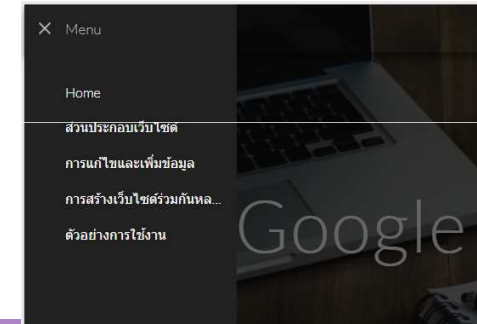 × Menu
Home
ส่วนประกอบเว็บไซต์
การแก้ไขและเพิ่มข้อมูล
การสร้างเว็บไซต์ร่วมกันหล...
ตัวอย่างการใช้งาน
Google